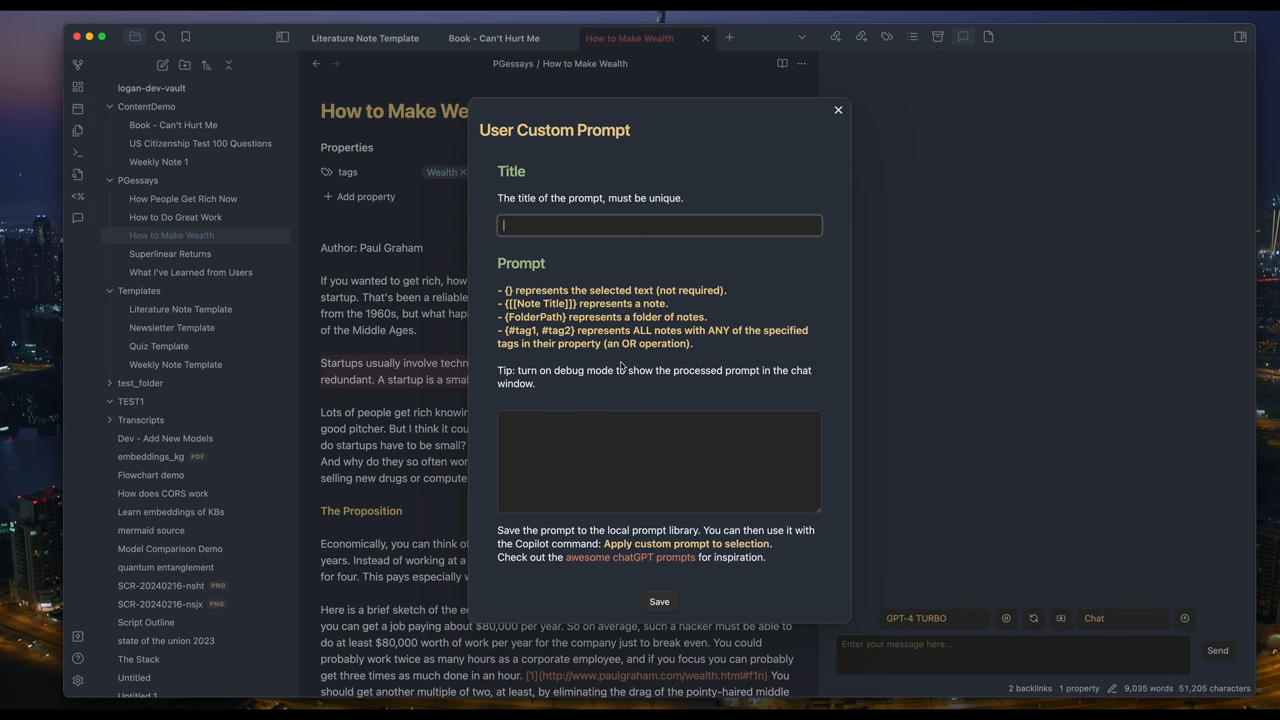 Literature Note Template
Book - Can't Hurt Me
How to Make Wealth
logan-dev-vault
ContentDemo
Book - Can't Hurt Me
US Citizenship Test 100 Questions
Weekly Note 1
PGessays
How People Get Rich Now
How to Do Great Work
How to Make Wealth
Superlinear Returns
What I've Learned from Users
Templates
Literature Note Template
Newsletter Template
Quiz Template
Weekly Note Template
test_folder
TEST1
Transcripts
Dev - Add New Models
embeddings_kg PDF
Flowchart demo
How does CORS work
Learn embeddings of KBs
mermaid source
Model Comparison Demo
quantum entanglement
SCR-20240216-nsht PNG
SCR-20240216-nsjx PNG
Script Outline
state of the union 2023
The Stack
Untitled
Untitled 1
PGessays / How to Make Wealth
How to Make We
Properties
tags Wealth
Add property
Author: Paul Graham
If you wanted to get rich, how
startup. That's been a reliable
from the 1960s, but what hap
of the Middle Ages.
Startups usually involve techn
redundant. A startup is a smal
Lots of people get rich knowin
good pitcher. But I think it cou
do startups have to be small?
And why do they so often wor
selling new drugs or compute
The Proposition
Economically, you can think of
years. Instead of working at a
for four. This pays especially w
Here is a brief sketch of the e
you can get a job paying about $80,000 per year. So on average, such a hacker must be able to
do at least $80,000 worth of work per year for the company just to break even. You could
probably work twice as many hours as a corporate employee, and if you focus you can probably
get three times as much done in an hour. [1](http://www.paulgraham.com/wealth.html#f1n) You
should get another multiple of two, at least, by eliminating the drag of the pointy-haired middle
User Custom Prompt
Title
The title of the prompt, must be unique.
Prompt
- {} represents the selected text (not required).
- {[[Note Title]]} represents a note.
- {FolderPath} represents a folder of notes.
- {#tag1, #tag2} represents ALL notes with ANY of the specified
tags in their property (an OR operation).
Tip: turn on debug mode to show the processed prompt in the chat
window.
Save the prompt to the local prompt library. You can then use it with
the Copilot command: Apply custom prompt to selection.
Check out the awesome chatGPT prompts for inspiration.
Save
GPT-4 TURBO
Chat
Enter your message here...
Send
2 backlinks 1 property 9,035 words 51,205 characters